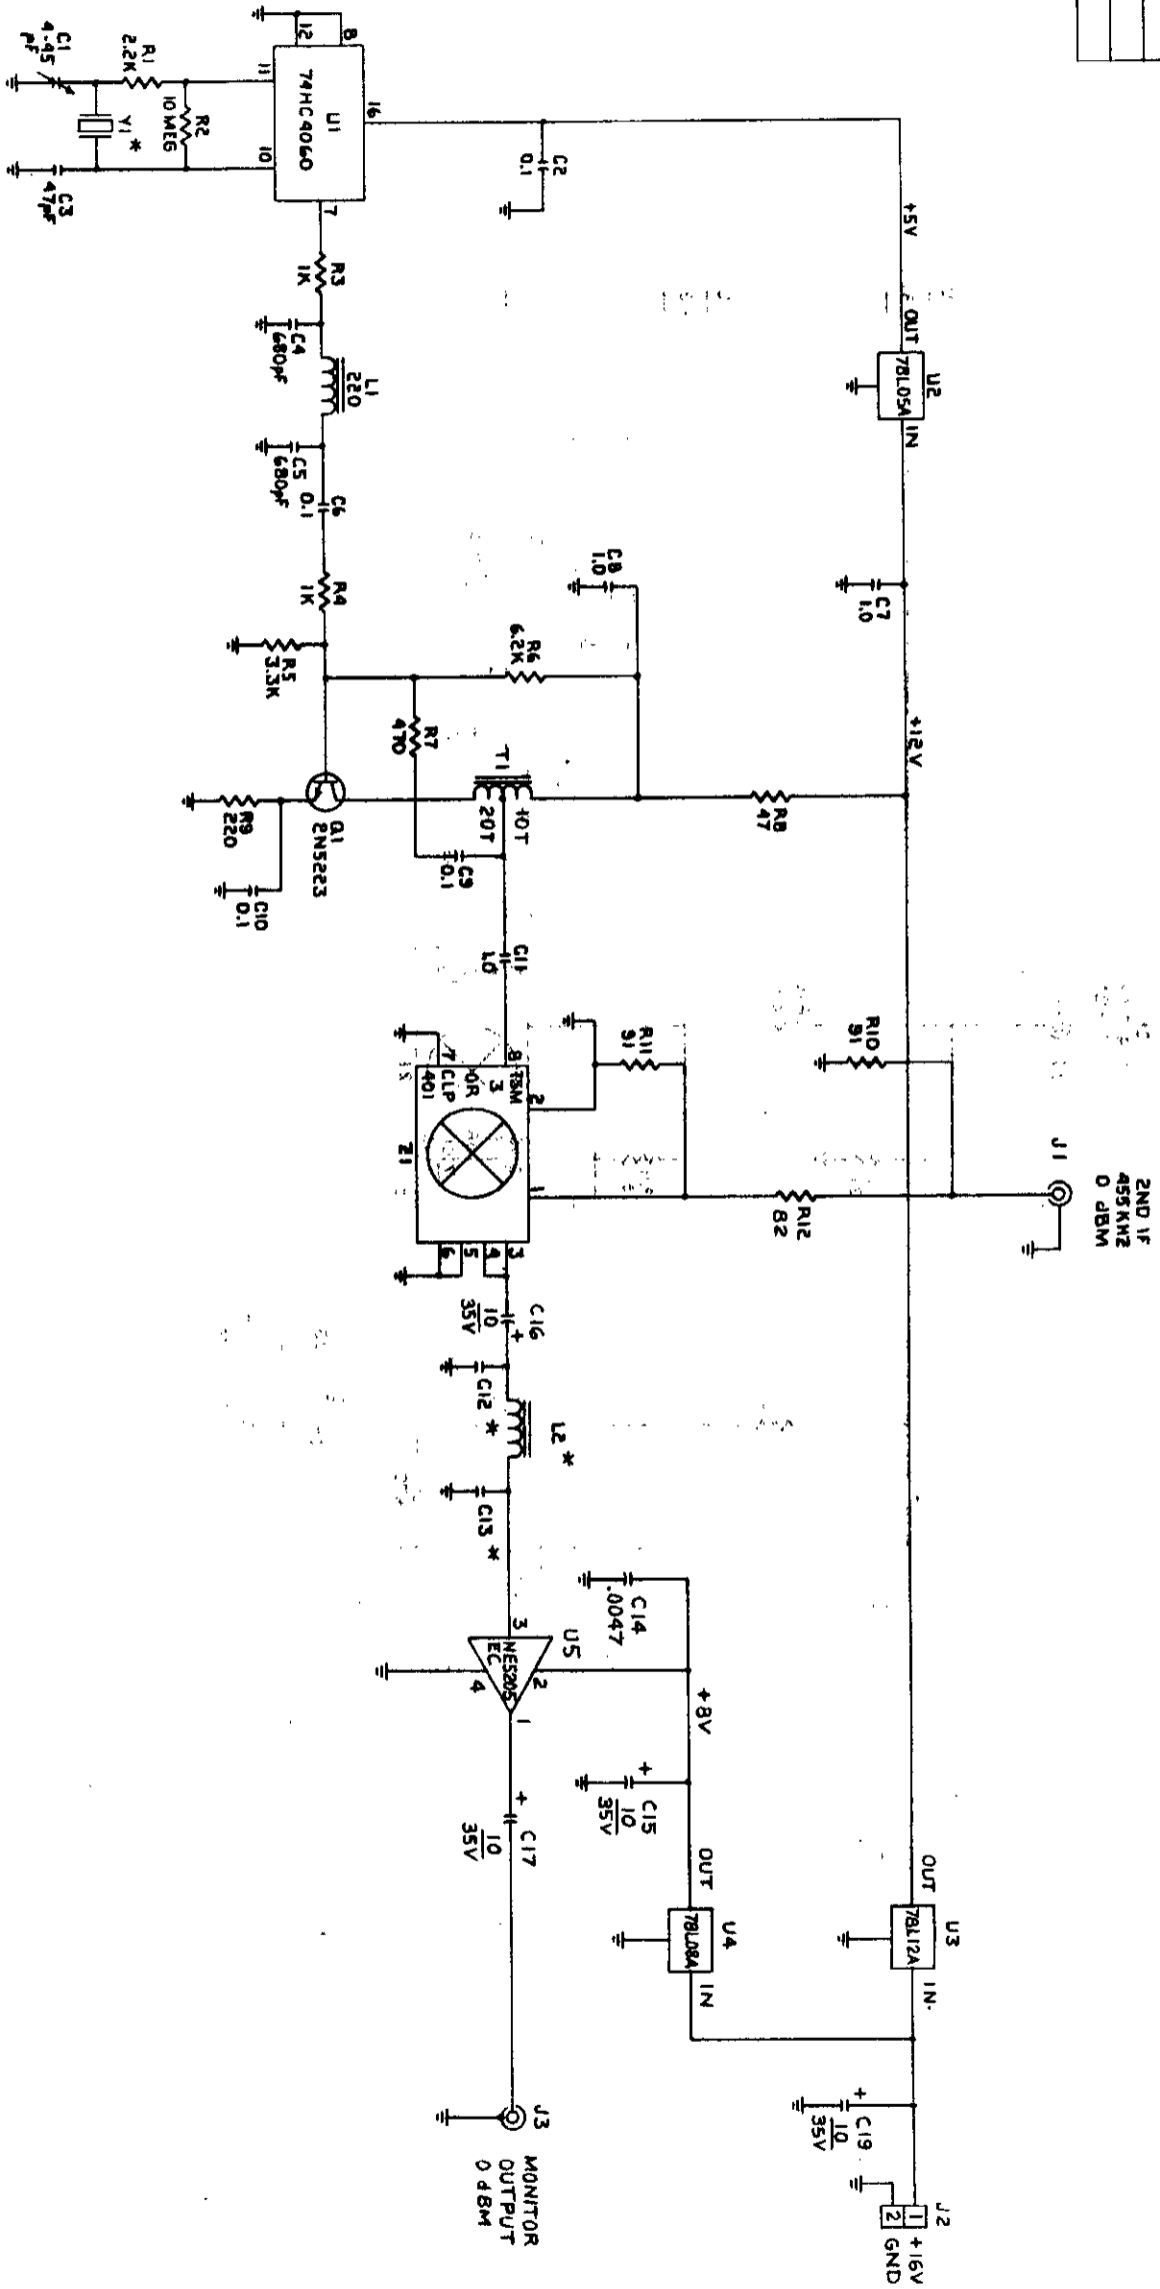 2ND IF
455 KHZ
0 dBM
J1
R10
91
R11
91
R12
82
+5V
OUT
U2
78L05A
IN
C7
1.0
+12V
OUT
U3
78L12A
IN
C19
+
10
35V
J2
1
2
+16V
GND
C2
0.1
C8
1.0
R6
6.2K
R8
47
R7
470
T1
10T
20T
C9
0.1
C14
.0047
+8V
C15
+
10
35V
OUT
U4
78L08A
IN
8
12
16
U1
74HC4060
11
10
7
R1
2.2K
R2
10 MEG
C1
4-45
PF
Y1 *
C3
47pF
R3
1K
C4
680pF
L1
220
C5
680pF
C6
0.1
R4
1K
R5
3.3K
Q1
2N5223
R9
220
C10
0.1
C11
1.0
8
7
2
1
TSM
3
OR
CLP
401
Z1
3
4
5
6
C16
+
10
35V
C12
*
L2 *
C13 *
U5
NE5205
EC
3
2
4
1
C17
+
10
35V
J3
MONITOR
OUTPUT
0 dBM